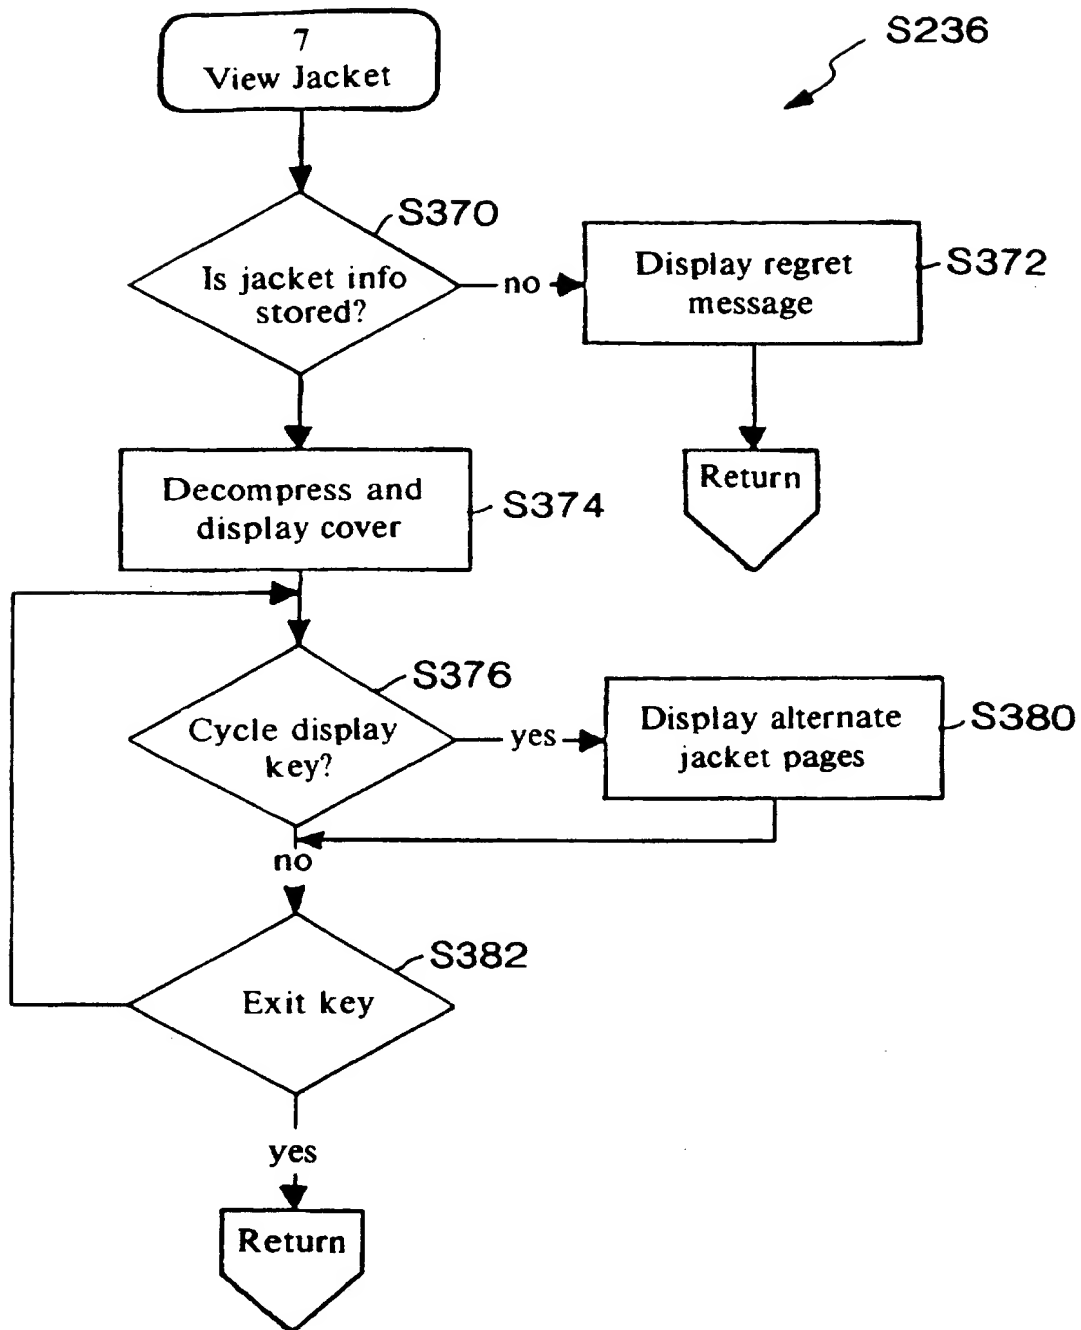 S236
7
View Jacket
S370
Is jacket info
stored?
no
Display regret
message
S372
Return
Decompress and
display cover
S374
S376
Cycle display
key?
yes
Display alternate
jacket pages
S380
no
S382
Exit key
yes
Return